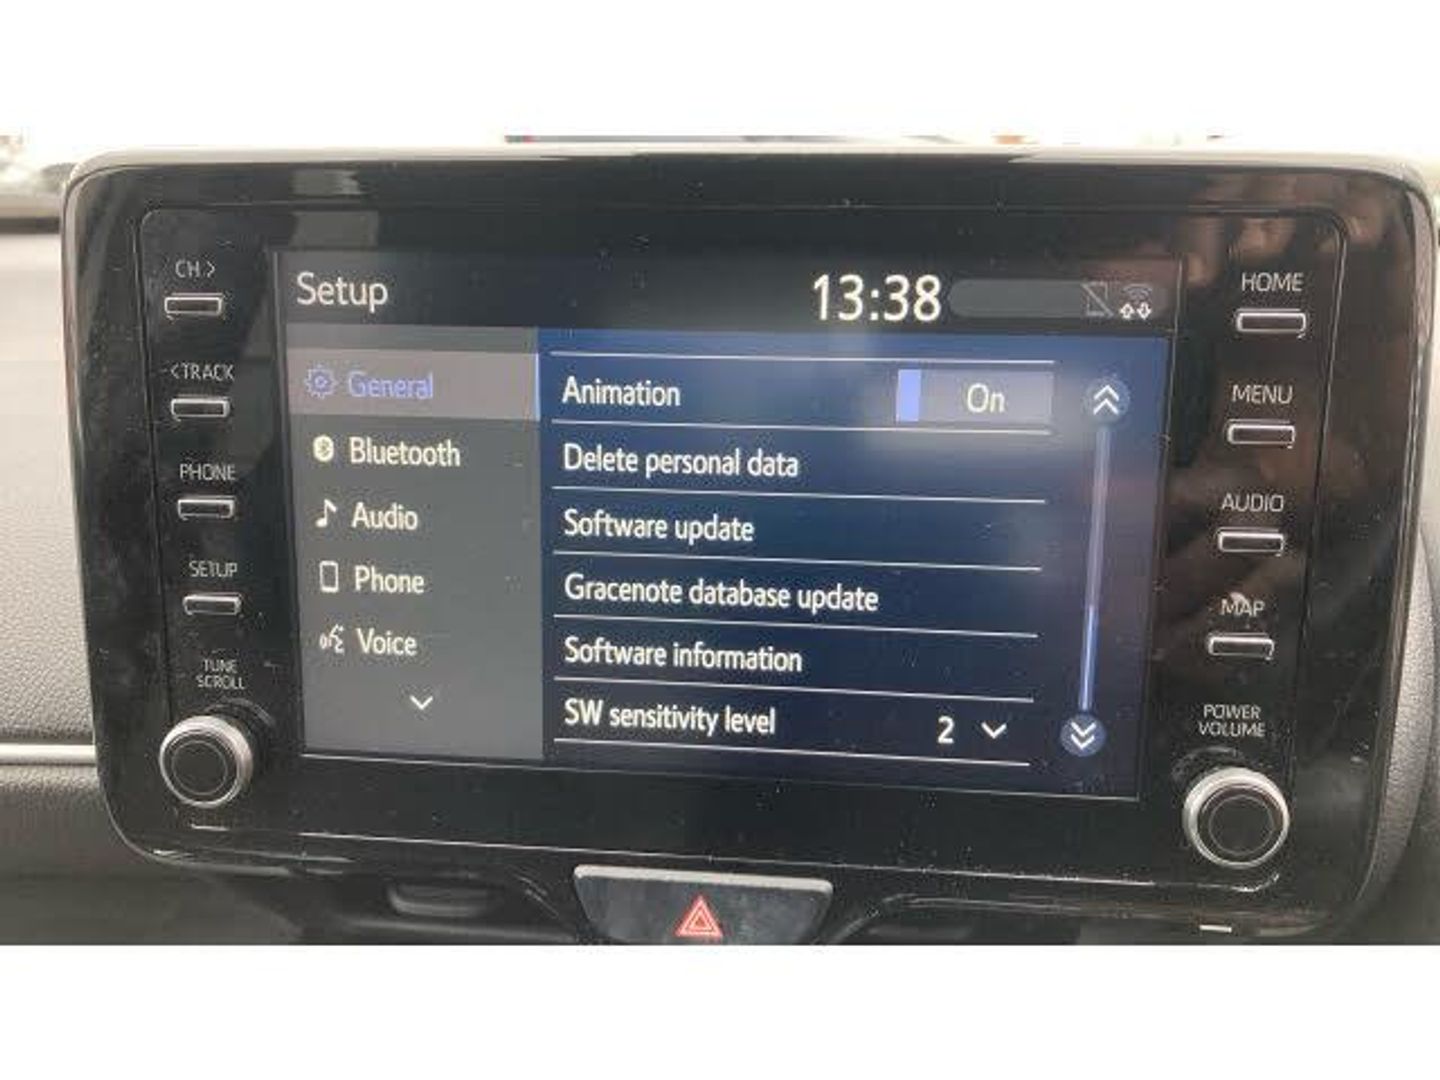 CH >
Setup
13:38
HOME
< TRACK
General
Animation
On
MENU
PHONE
Bluetooth
Delete personal data
AUDIO
SETUP
Audio
Software update
MAP
TUNE
SCROLL
Phone
Gracenote database update
POWER
VOLUME
Voice
Software information
SW sensitivity level
2